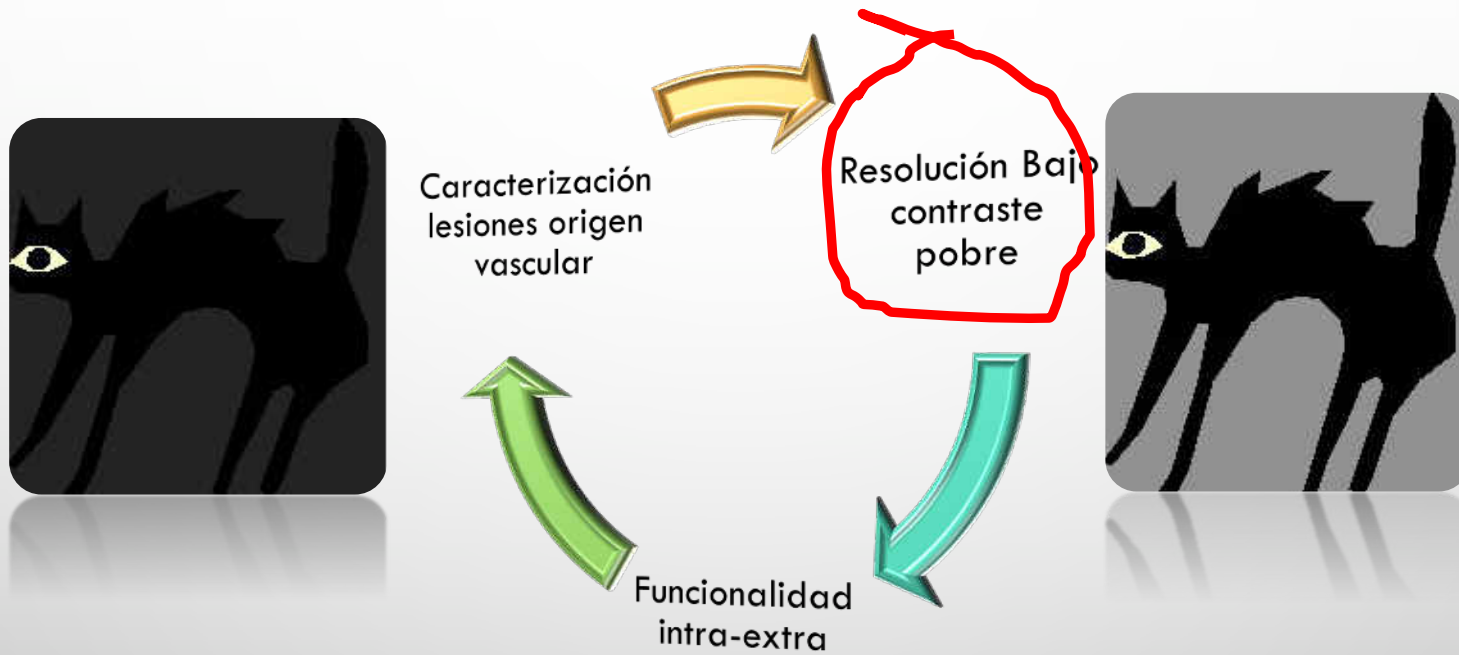 Caracterización
lesiones origen
vascular
Resolución Bajo
contraste
pobre
Funcionalidad
intra-extra